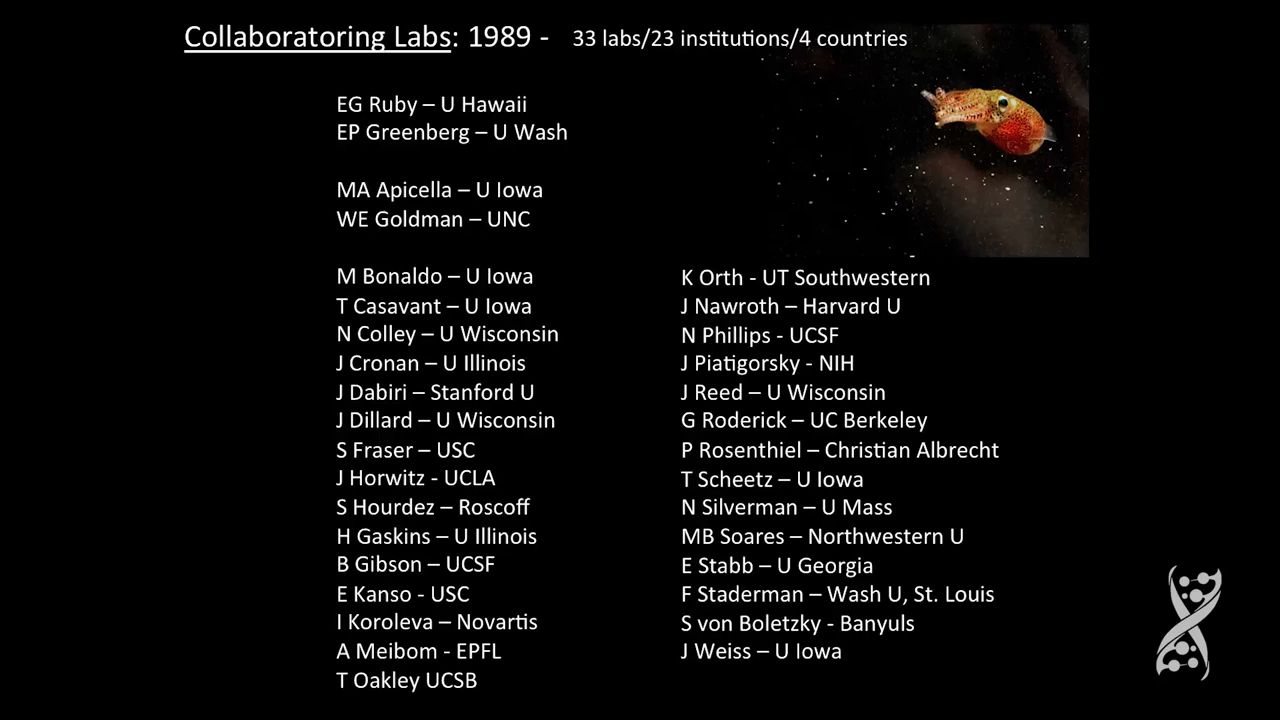 Collaboratoring Labs: 1989 - 33 labs/23 institutions/4 countries
EG Ruby – U Hawaii
EP Greenberg – U Wash
MA Apicella – U Iowa
WE Goldman – UNC
M Bonaldo – U Iowa
T Casavant – U Iowa
N Colley – U Wisconsin
J Cronan – U Illinois
J Dabiri – Stanford U
J Dillard – U Wisconsin
S Fraser – USC
J Horwitz - UCLA
S Hourdez – Roscoff
H Gaskins – U Illinois
B Gibson – UCSF
E Kanso - USC
I Koroleva – Novartis
A Meibom - EPFL
T Oakley UCSB
K Orth - UT Southwestern
J Nawroth – Harvard U
N Phillips - UCSF
J Piatigorsky - NIH
J Reed – U Wisconsin
G Roderick – UC Berkeley
P Rosenthiel – Christian Albrecht
T Scheetz – U Iowa
N Silverman – U Mass
MB Soares – Northwestern U
E Stabb – U Georgia
F Staderman – Wash U, St. Louis
S von Boletzky - Banyuls
J Weiss – U Iowa